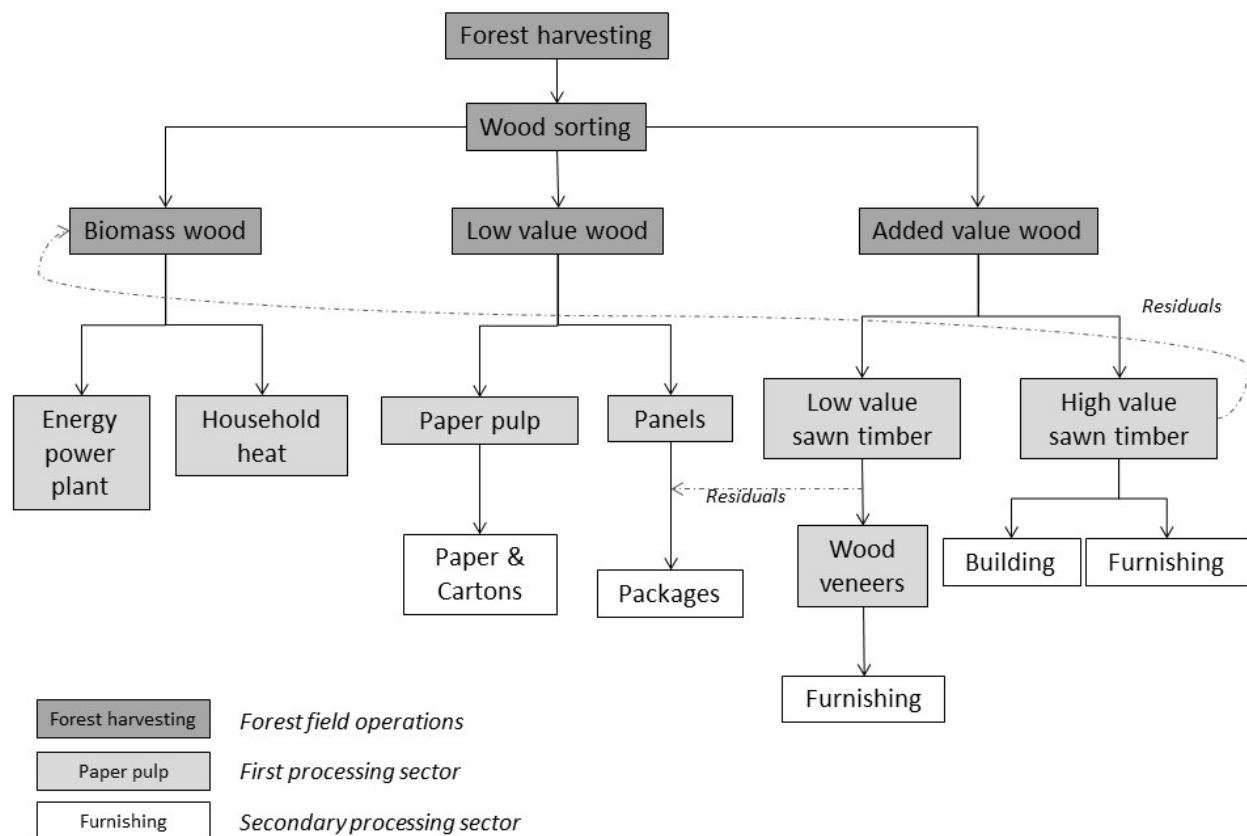 Forest harvesting
Wood sorting
Biomass wood
Low value wood
Added value wood
Residuals
Energy
power
plant
Household
heat
Paper pulp
Panels
Low value
sawn timber
High value
sawn timber
Residuals
Paper &
Cartons
Packages
Wood
veneers
Building
Furnishing
Furnishing
Forest harvesting
Forest field operations
Paper pulp
First processing sector
Furnishing
Secondary processing sector